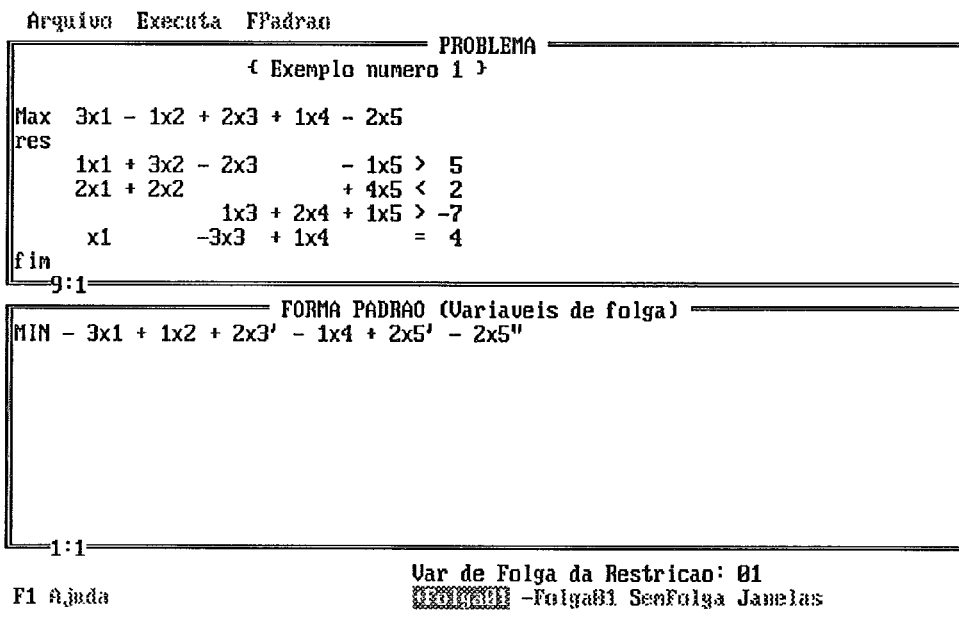 Arquivo Executa FPadrao
PROBLEMA
{ Exemplo numero 1 }
Max 3x1 - 1x2 + 2x3 + 1x4 - 2x5
res
1x1 + 3x2 - 2x3 - 1x5 > 5
2x1 + 2x2 + 4x5 < 2
1x3 + 2x4 + 1x5 > -7
x1 -3x3 + 1x4 = 4
fim
9:1
FORMA PADRAO (Variaveis de folga)
MIN - 3x1 + 1x2 + 2x3' - 1x4 + 2x5' - 2x5"
1:1
Var de Folga da Restricao: 01
F1 Ajuda +Folga01 -Folga01 SemFolga Janelas